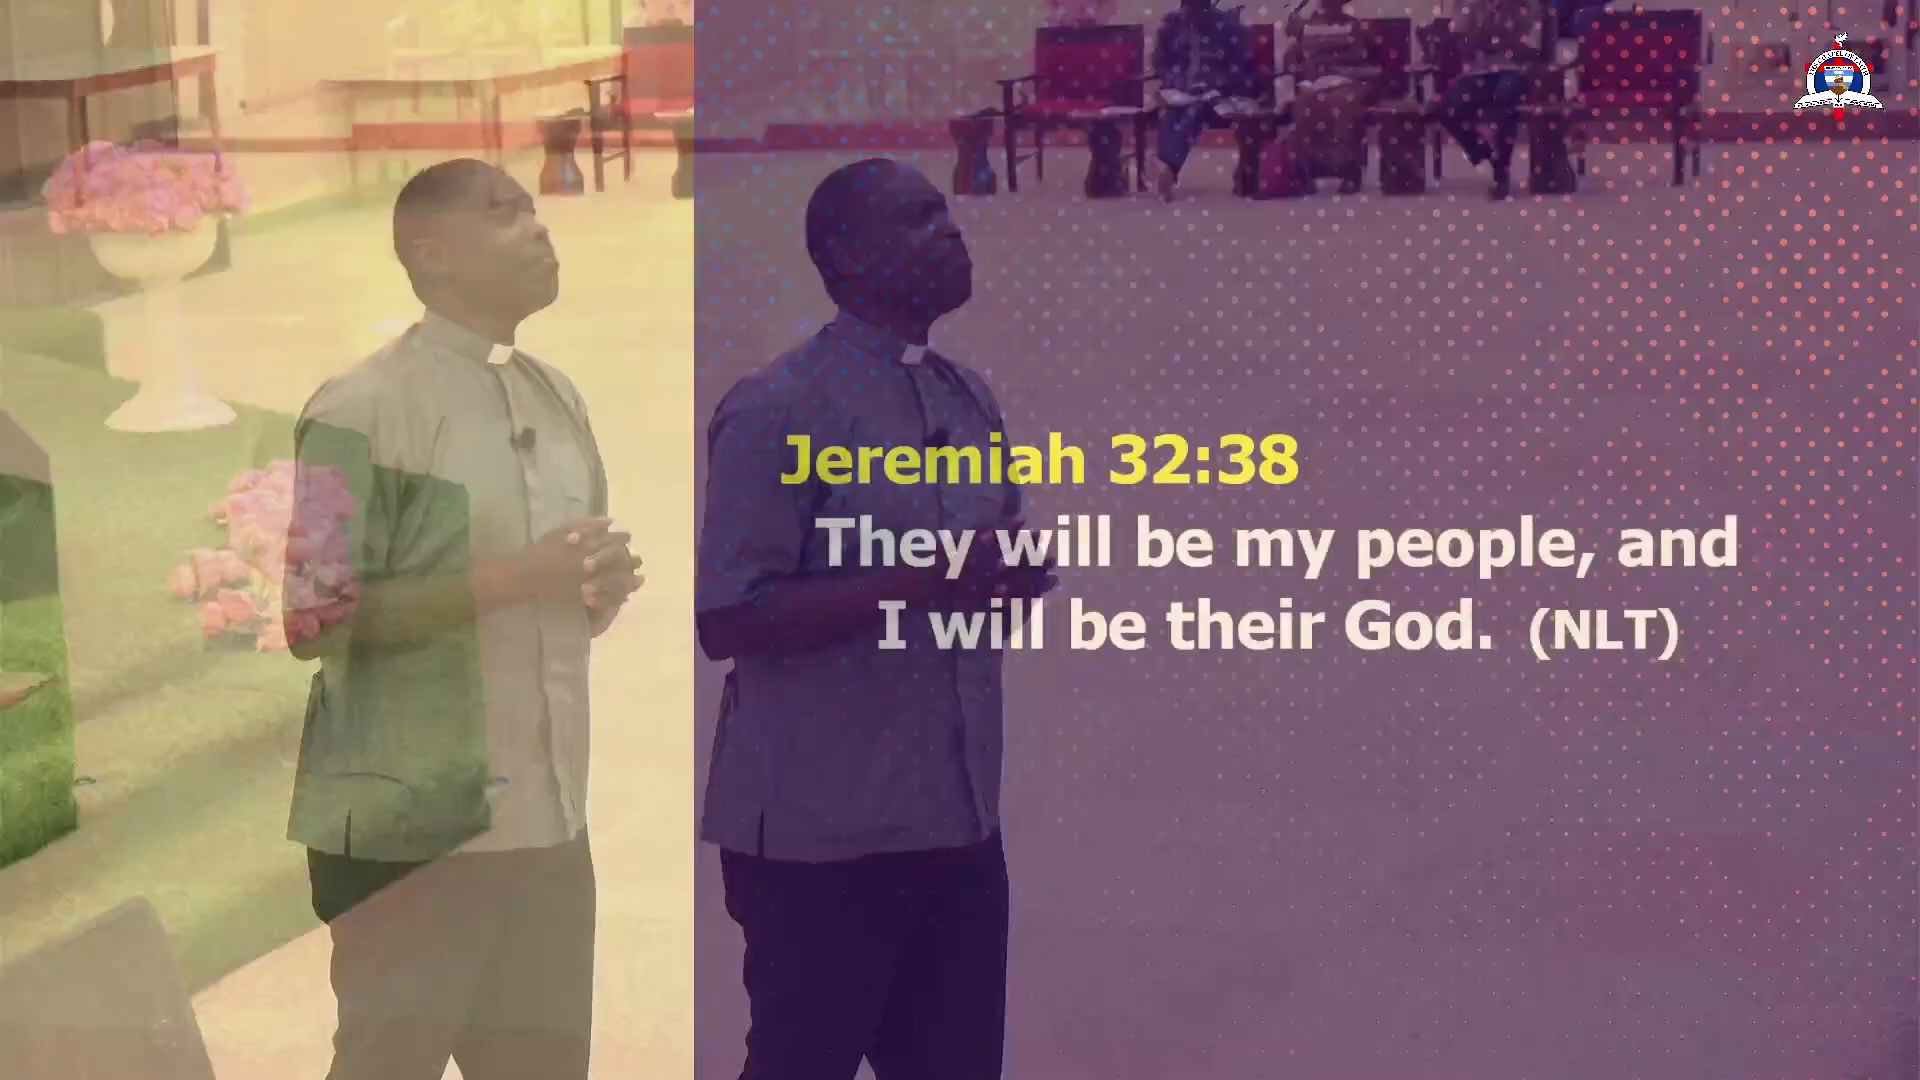 Jeremiah 32:38
They will be my people, and
I will be their God. (NLT)